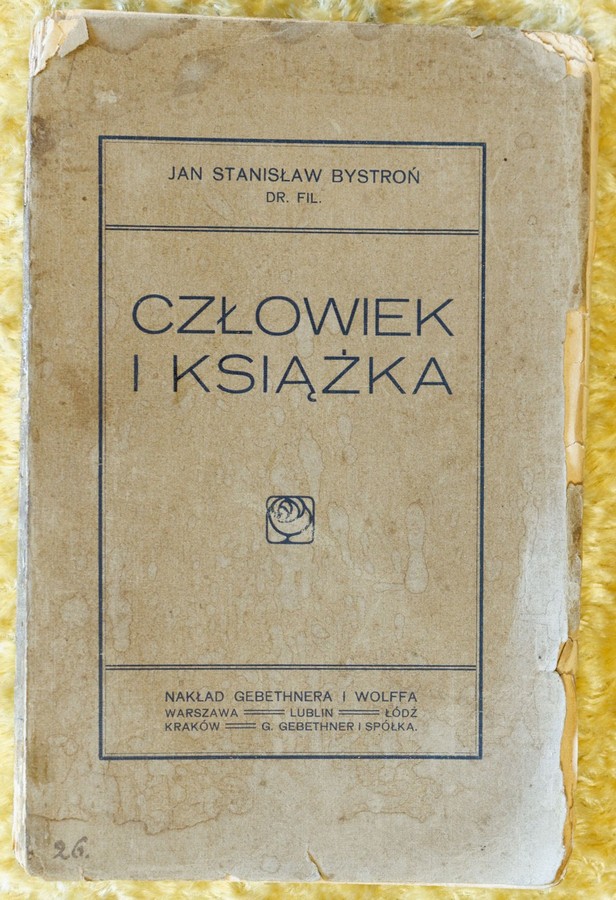 JAN STANISŁAW BYSTROŃ
DR. FIL.
CZŁOWIEK
I KSIĄŻKA
NAKŁAD GEBETHNERA I WOLFFA
WARSZAWA LUBLIN ŁÓDŹ
KRAKÓW G. GEBETHNER I SPÓŁKA.
26.